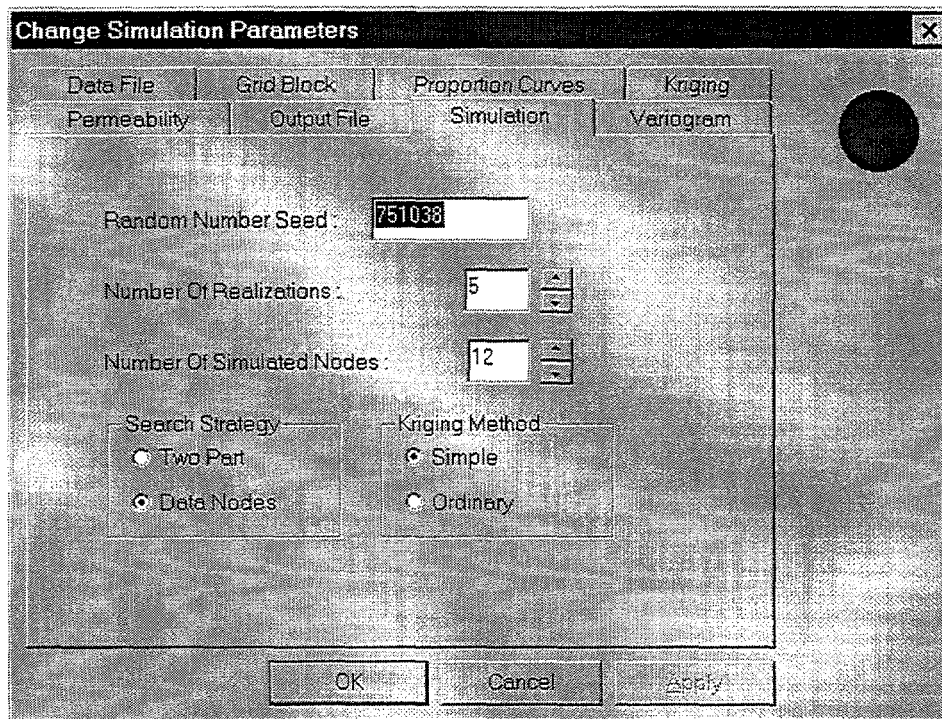 Change Simulation Parameters
Data File Grid Block Proportion Curves Kriging
Permeability Output File Simulation Variogram
Random Number Seed : 751038
Number Of Realizations : 5
Number Of Simulated Nodes : 12
Search Strategy Kriging Method
Two Part Simple
Data Nodes Ordinary
OK Cancel Apply